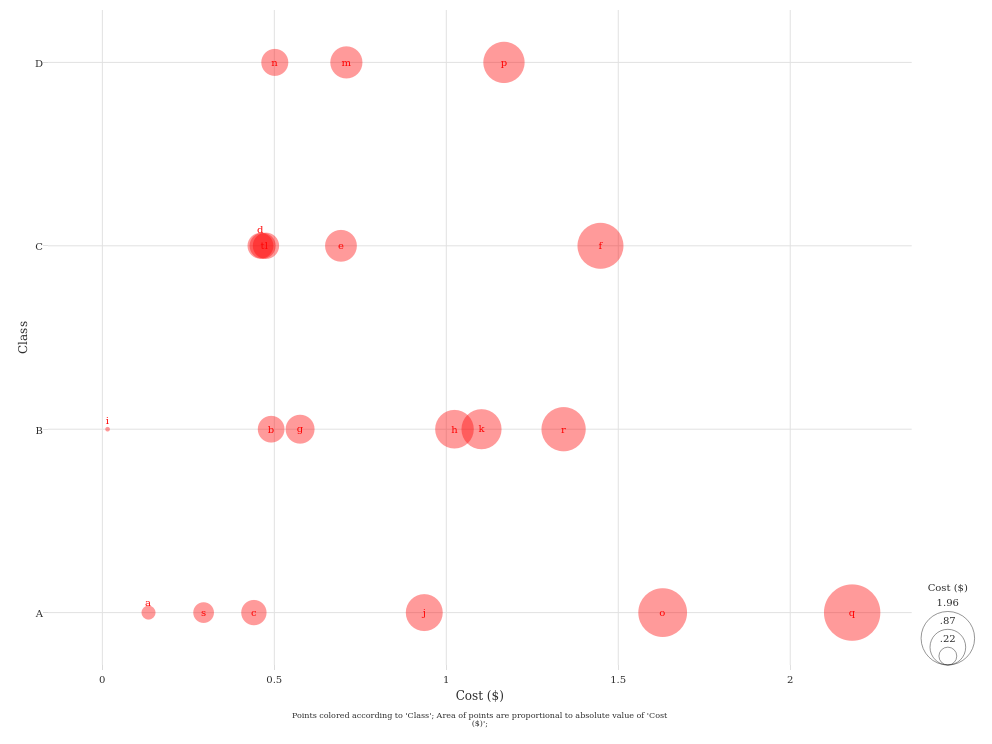 D
n
m
p
C
d
e
f
i
B
b
g
h
k
r
A
a
s
c
j
o
q
Cost ($)
1.96
.87
.22
0
0.5
1
1.5
2
Cost ($)
Class
Points colored according to 'Class'; Area of points are proportional to absolute value of 'Cost
($)';